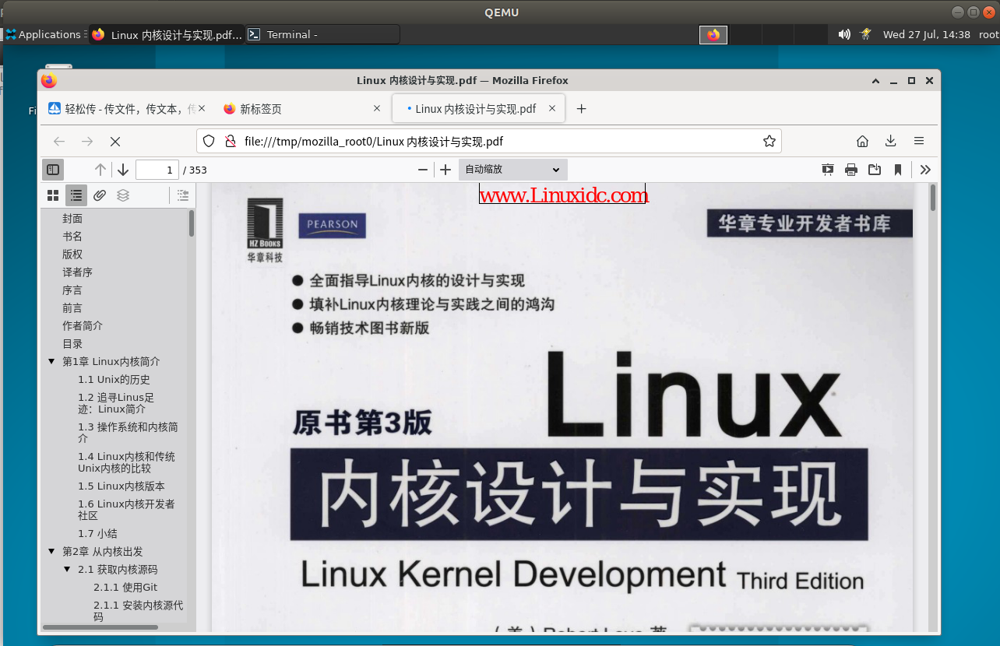 QEMU
Applications
Linux 内核设计与实现.pdf...
Terminal -
Wed 27 Jul, 14:38
root
Linux 内核设计与实现.pdf — Mozilla Firefox
轻松传 - 传文件，传文本，传
新标签页
Linux 内核设计与实现.pdf
file:///tmp/mozilla_root0/Linux 内核设计与实现.pdf
1 / 353
自动缩放
封面
书名
版权
译者序
序言
前言
作者简介
目录
第1章 Linux内核简介
1.1 Unix的历史
1.2 追寻Linus足
迹：Linux简介
1.3 操作系统和内核简
介
1.4 Linux内核和传统
Unix内核的比较
1.5 Linux内核版本
1.6 Linux内核开发者
社区
1.7 小结
第2章 从内核出发
2.1 获取内核源码
2.1.1 使用Git
2.1.1 安装内核源代
码
www.Linuxidc.com
HZ Books
华章科技
PEARSON
华章专业开发者书库
全面指导Linux内核的设计与实现
填补Linux内核理论与实践之间的鸿沟
畅销技术图书新版
Linux
原书第3版
内核设计与实现
Linux Kernel Development Third Edition